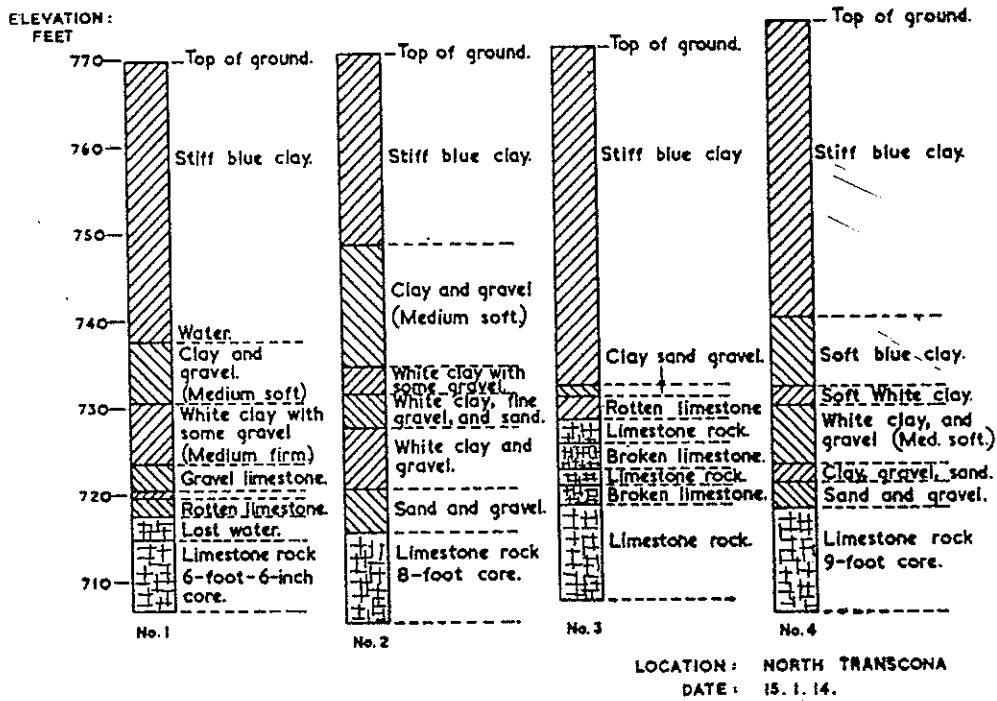 ELEVATION:
FEET
770
760
750
740
730
720
710
Top of ground.
Stiff blue clay.
Water.
Clay and
gravel.
(Medium soft)
White clay with
some gravel
(Medium firm)
Gravel limestone.
Rotten limestone.
Lost water.
Limestone rock
6-foot-6-inch
core.
No. 1
Top of ground.
Stiff blue clay.
Clay and gravel
(Medium soft.)
White clay with
some gravel.
White clay, fine
gravel, and sand.
White clay and
gravel.
Sand and gravel.
Limestone rock
8-foot core.
No. 2
Top of ground.
Stiff blue clay
Clay sand gravel.
Rotten limestone
Limestone rock.
Broken limestone.
Limestone rock.
Broken limestone.
Limestone rock.
No. 3
Top of ground.
Stiff blue clay.
Soft blue clay.
Soft White clay.
White clay, and
gravel (Med. soft)
Clay, gravel, sand.
Sand and gravel.
Limestone rock
9-foot core.
No. 4
LOCATION: NORTH TRANSCONA
DATE: 15. 1. 14.